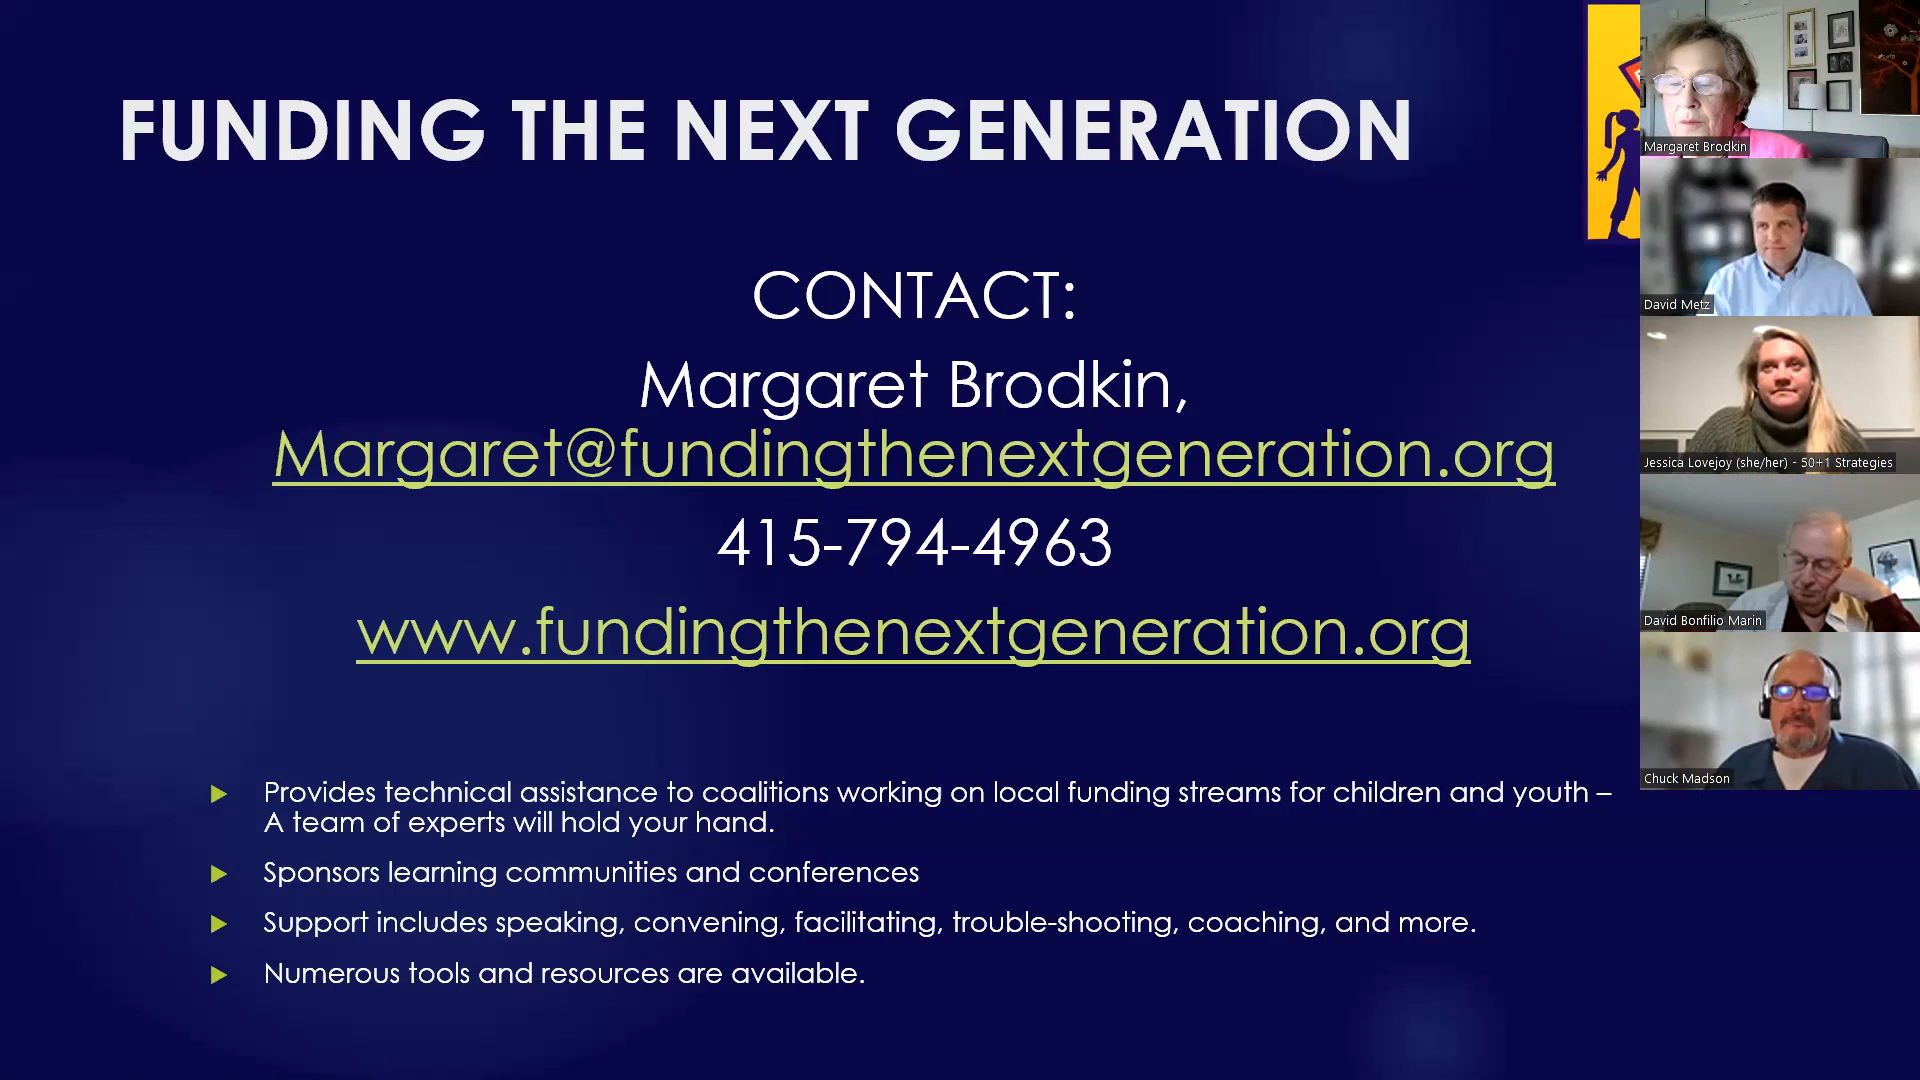 FUNDING THE NEXT GENERATION
CONTACT:
Margaret Brodkin,
Margaret@fundingthenextgeneration.org
415-794-4963
www.fundingthenextgeneration.org
Provides technical assistance to coalitions working on local funding streams for children and youth –
A team of experts will hold your hand.
Sponsors learning communities and conferences
Support includes speaking, convening, facilitating, trouble-shooting, coaching, and more.
Numerous tools and resources are available.
Margaret Brodkin
David Metz
Jessica Lovejoy (she/her) - 50+1 Strategies
David Bonfilio Marin
Chuck Madson